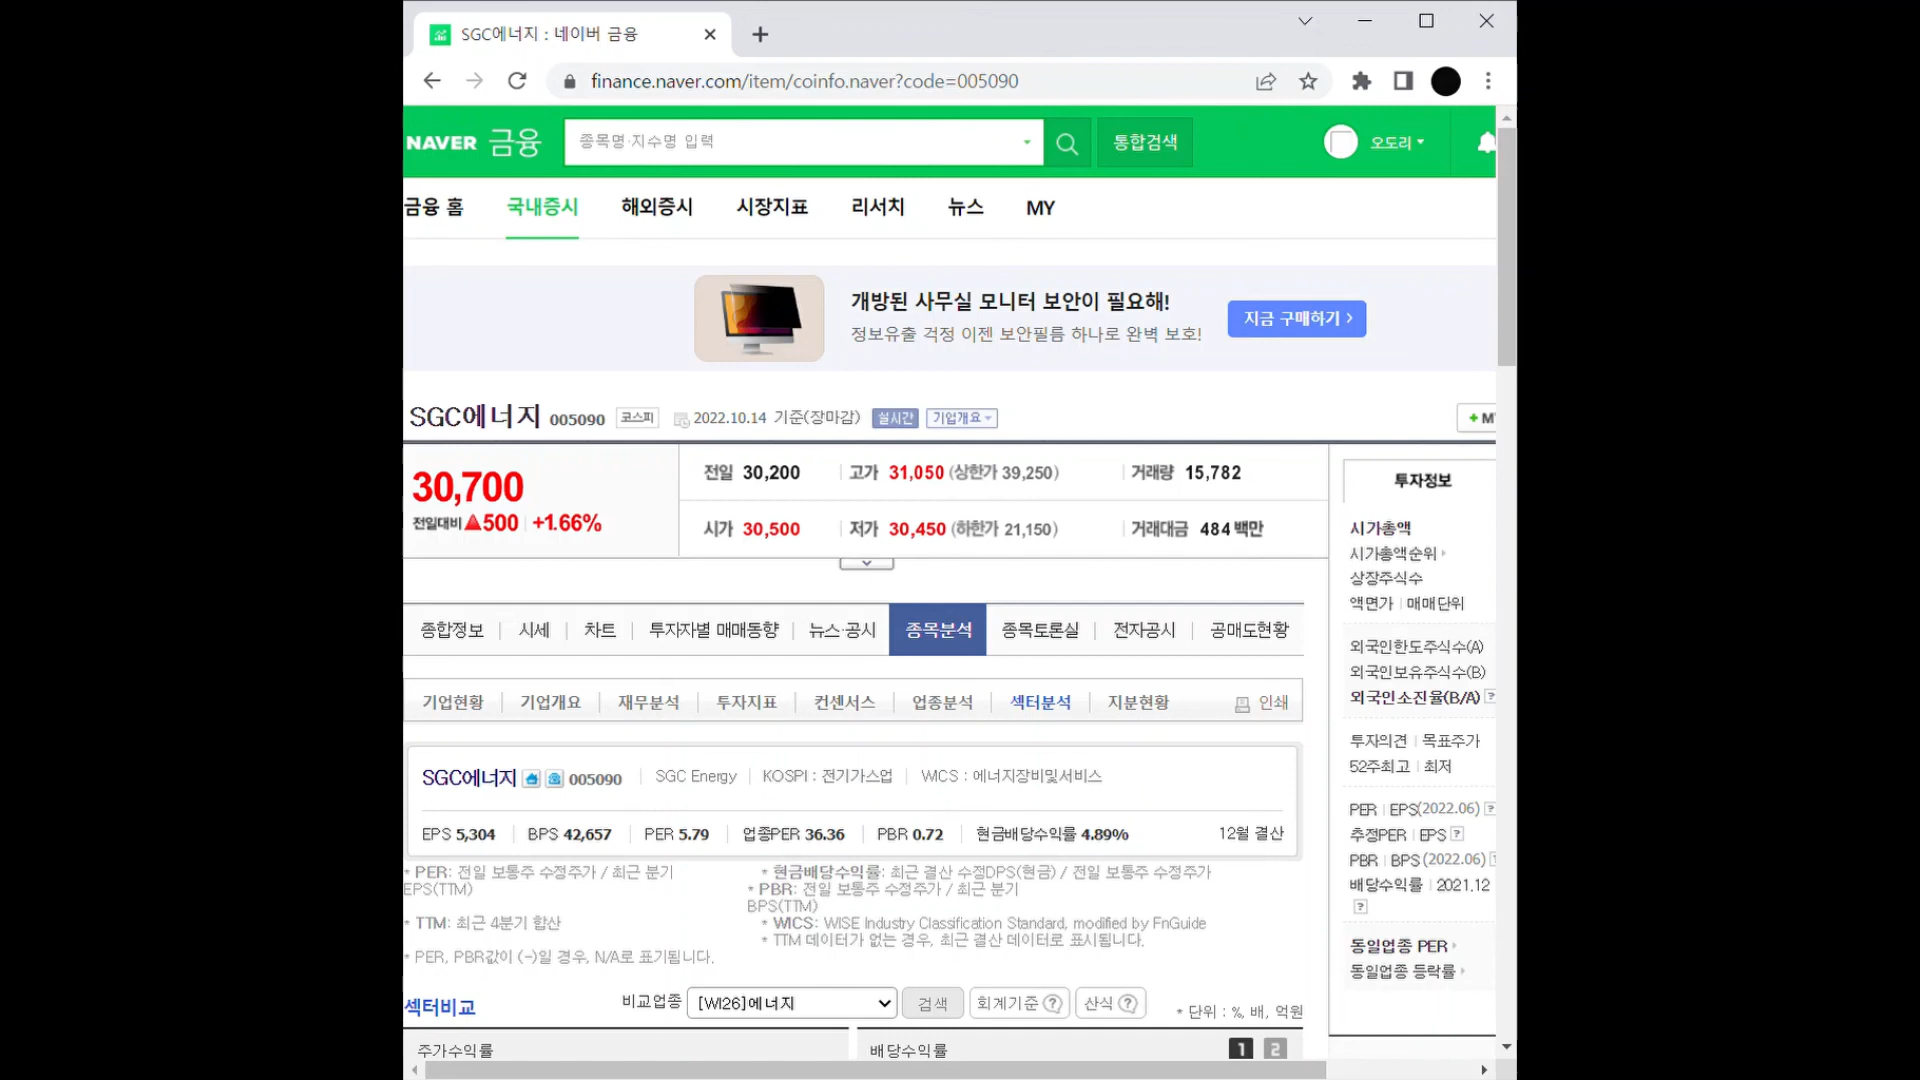 SGC에너지 : 네이버 금융
finance.naver.com/item/coinfo.naver?code=005090
NAVER 금융 종목명·지수명 입력 통합검색 오도리
금융 홈 국내증시 해외증시 시장지표 리서치 뉴스 MY
개방된 사무실 모니터 보안이 필요해!
정보유출 걱정 이젠 보안필름 하나로 완벽 보호!
지금 구매하기 >
SGC에너지 005090 코스피 2022.10.14 기준(장마감) 실시간 기업개요 + M
30,700
전일대비 ▲500 +1.66%
전일 30,200 고가 31,050 (상한가 39,250) 거래량 15,782
시가 30,500 저가 30,450 (하한가 21,150) 거래대금 484 백만
종합정보 시세 차트 투자자별 매매동향 뉴스·공시 종목분석 종목토론실 전자공시 공매도현황
기업현황 기업개요 재무분석 투자지표 컨센서스 업종분석 섹터분석 지분현황 인쇄
SGC에너지 005090 SGC Energy KOSPI : 전기가스업 WICS : 에너지장비및서비스
EPS 5,304 BPS 42,657 PER 5.79 업종PER 36.36 PBR 0.72 현금배당수익률 4.89% 12월 결산
* PER: 전일 보통주 수정주가 / 최근 분기
EPS(TTM)
* TTM: 최근 4분기 합산
* PER, PBR값이 (-)일 경우, N/A로 표기됩니다.
* 현금배당수익률: 최근 결산 수정DPS(현금) / 전일 보통주 수정주가
* PBR: 전일 보통주 수정주가 / 최근 분기
BPS(TTM)
* WICS: WISE Industry Classification Standard, modified by FnGuide
* TTM 데이터가 없는 경우, 최근 결산 데이터로 표시됩니다.
섹터비교 비교업종 [WI26]에너지 검색 회계기준 ? 산식 ? * 단위 : %, 배, 억원
주가수익률 배당수익률 1 2
투자정보
시가총액
시가총액순위
상장주식수
액면가 매매단위
외국인한도주식수(A)
외국인보유주식수(B)
외국인소진율(B/A) ?
투자의견 목표주가
52주최고 최저
PER EPS(2022.06) ?
추정PER EPS ?
PBR BPS (2022.06)
배당수익률 2021.12
?
동일업종 PER
동일업종 등락률